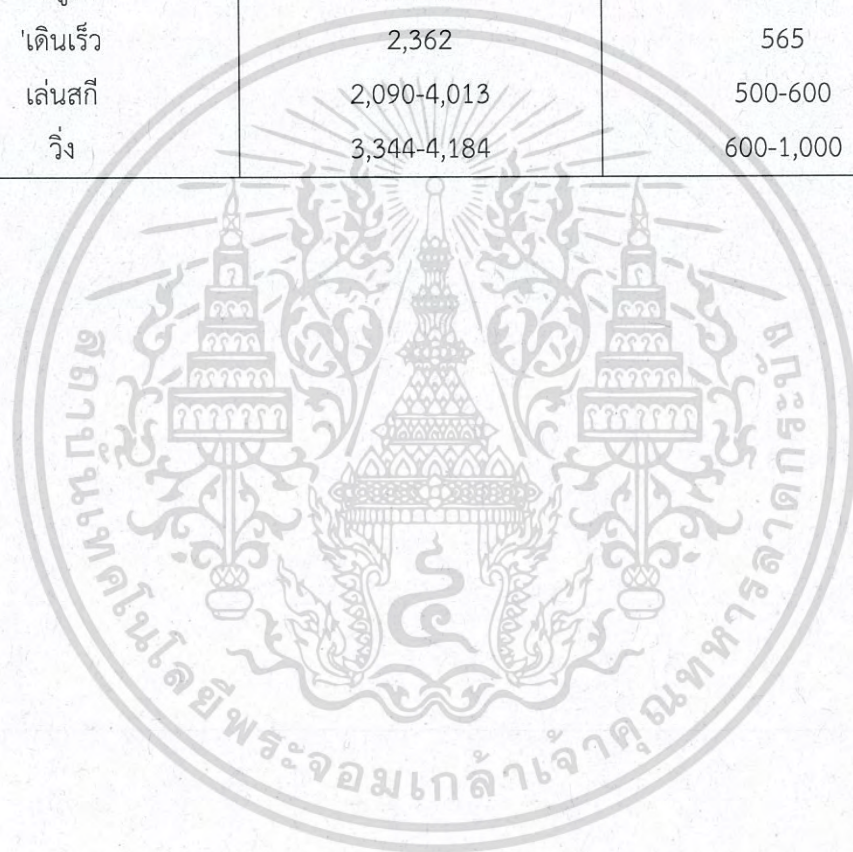 'เดินเร็ว 2,362 565
เล่นสกี 2,090-4,013 500-600
วิ่ง 3,344-4,184 600-1,000
สถาบันเทคโนโลยีพระจอมเกล้าเจ้าคุณทหารลาดกระบัง